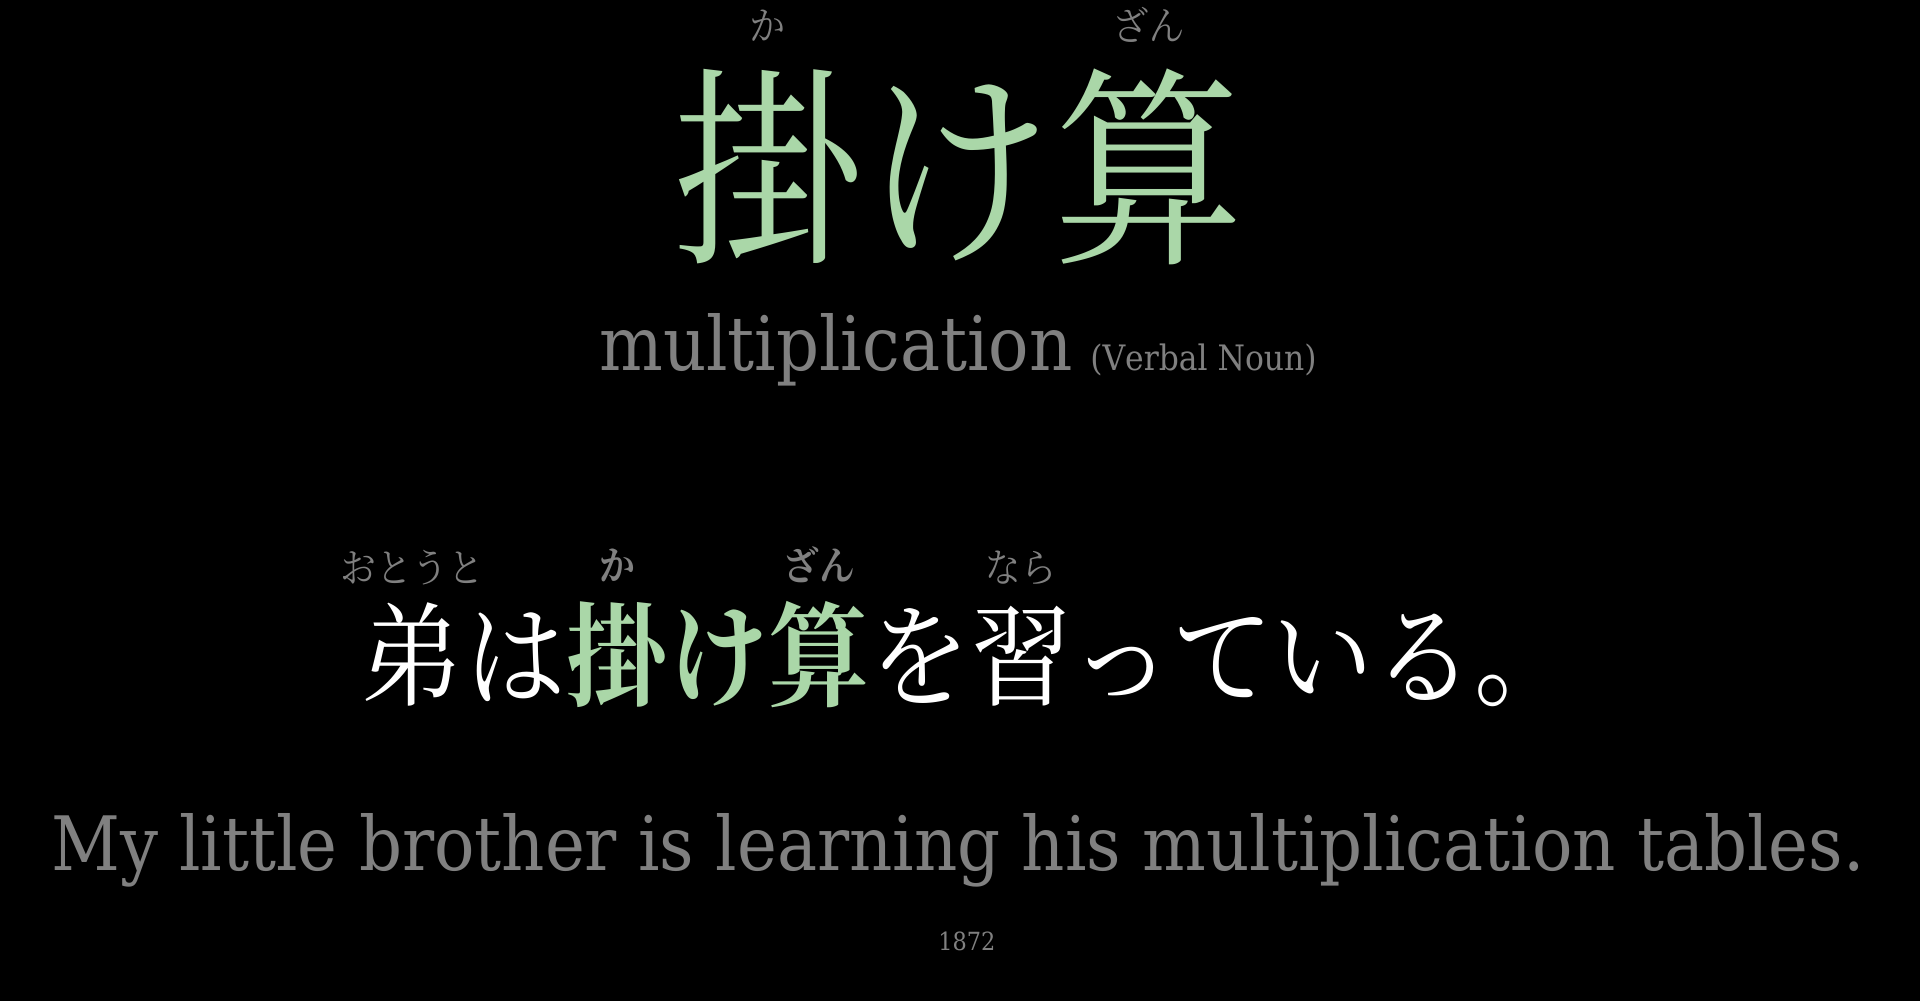 か ざん
掛け算
multiplication (Verbal Noun)
おとうと か ざん なら
弟は掛け算を習っている。
My little brother is learning his multiplication tables.
1872